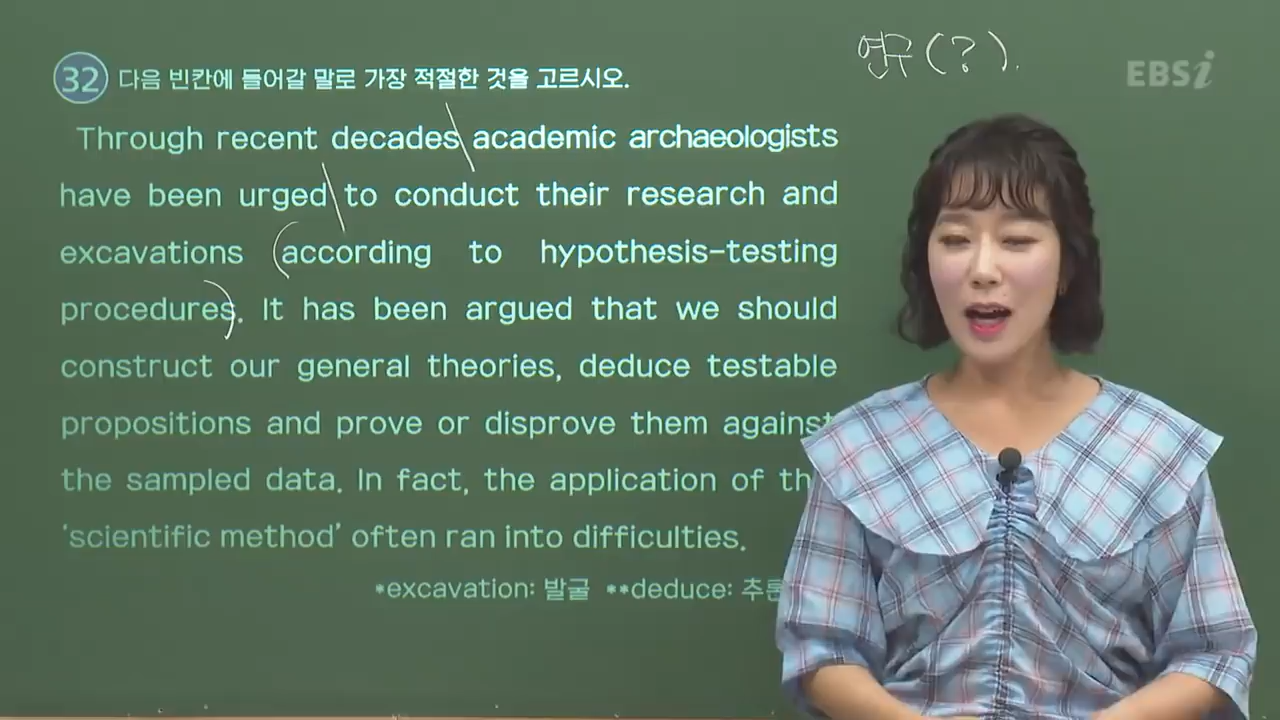 연구 (?).
EBSi
32 다음 빈칸에 들어갈 말로 가장 적절한 것을 고르시오.
Through recent decades academic archaeologists
have been urged to conduct their research and
excavations (according to hypothesis-testing
procedures). It has been argued that we should
construct our general theories, deduce testable
propositions and prove or disprove them against
the sampled data. In fact, the application of
'scientific method' often ran into difficulties.
*excavation: 발굴 **deduce: